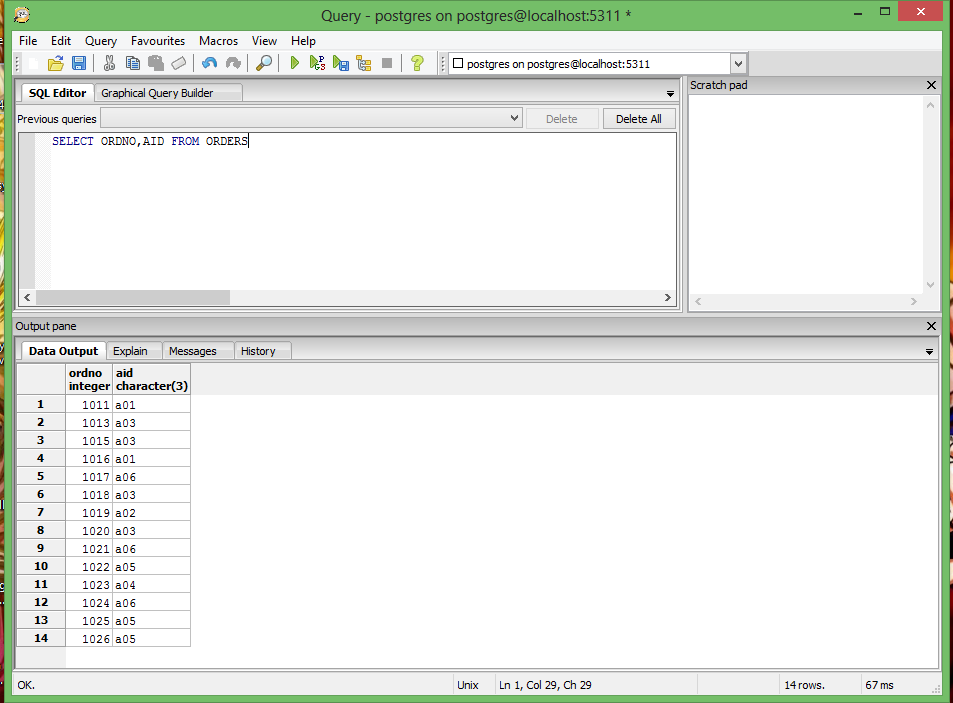 Query - postgres on postgres@localhost:5311 *
File Edit Query Favourites Macros View Help
postgres on postgres@localhost:5311
SQL Editor Graphical Query Builder
Previous queries Delete Delete All
SELECT ORDNO,AID FROM ORDERS
Scratch pad
Output pane
Data Output Explain Messages History
ordno aid
integer character(3)
1 1011 a01
2 1013 a03
3 1015 a03
4 1016 a01
5 1017 a06
6 1018 a03
7 1019 a02
8 1020 a03
9 1021 a06
10 1022 a05
11 1023 a04
12 1024 a06
13 1025 a05
14 1026 a05
OK. Unix Ln 1, Col 29, Ch 29 14 rows. 67 ms